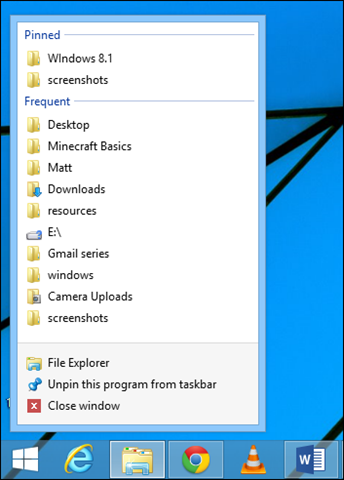 Pinned
WIndows 8.1
screenshots
Frequent
Desktop
Minecraft Basics
Matt
Downloads
resources
E:\
Gmail series
windows
Camera Uploads
screenshots
File Explorer
Unpin this program from taskbar
Close window